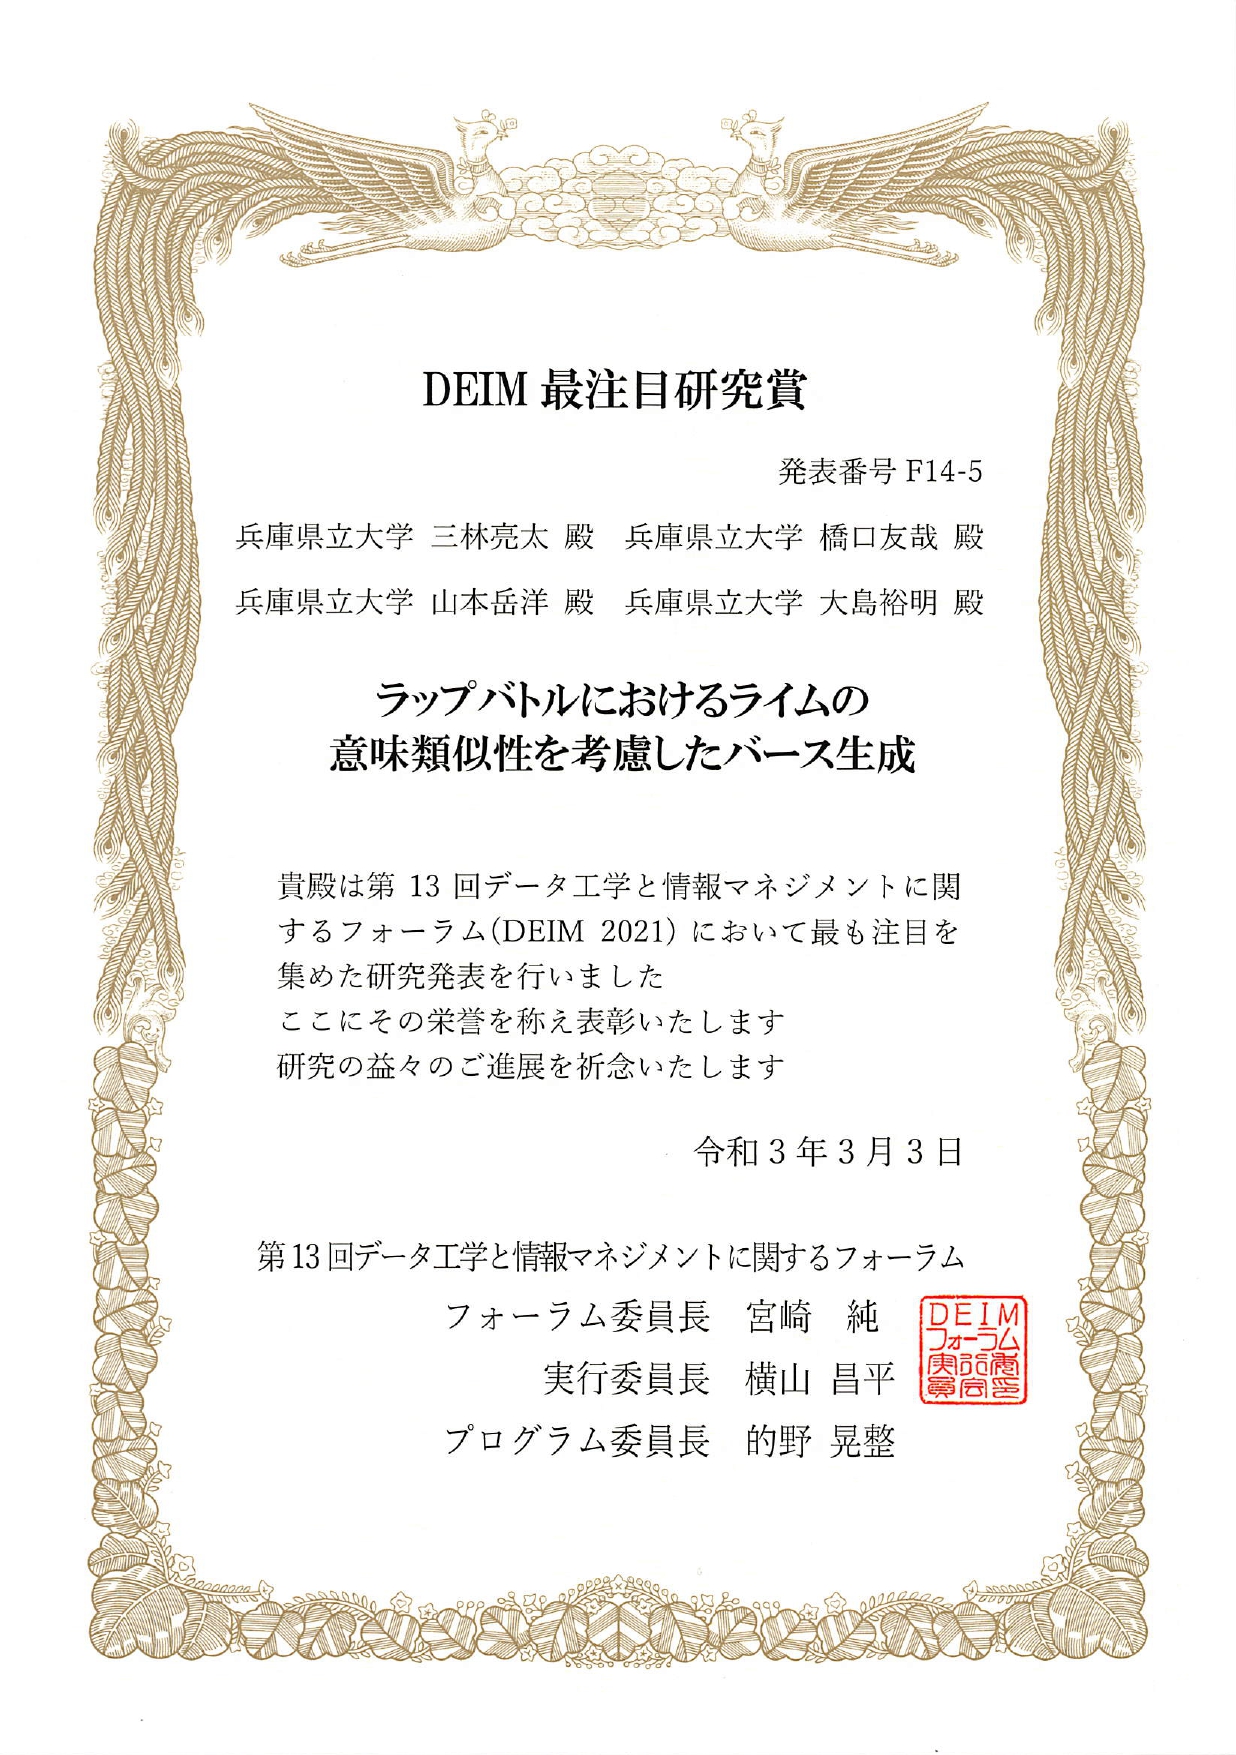 DEIM 最注目研究賞
発表番号 F14-5
兵庫県立大学 三林亮太 殿 兵庫県立大学 橋口友哉 殿
兵庫県立大学 山本岳洋 殿 兵庫県立大学 大島裕明 殿
ラップバトルにおけるライムの
意味類似性を考慮したバース生成
貴殿は第 13 回データ工学と情報マネジメントに関
するフォーラム(DEIM 2021) において最も注目を
集めた研究発表を行いました
ここにその栄誉を称え表彰いたします
研究の益々のご進展を祈念いたします
令和 3 年 3 月 3 日
第13回データ工学と情報マネジメントに関するフォーラム
フォーラム委員長 宮崎 純
実行委員長 横山 昌平
プログラム委員長 的野 晃整
DEIM
フォーラム
実行委
員会印